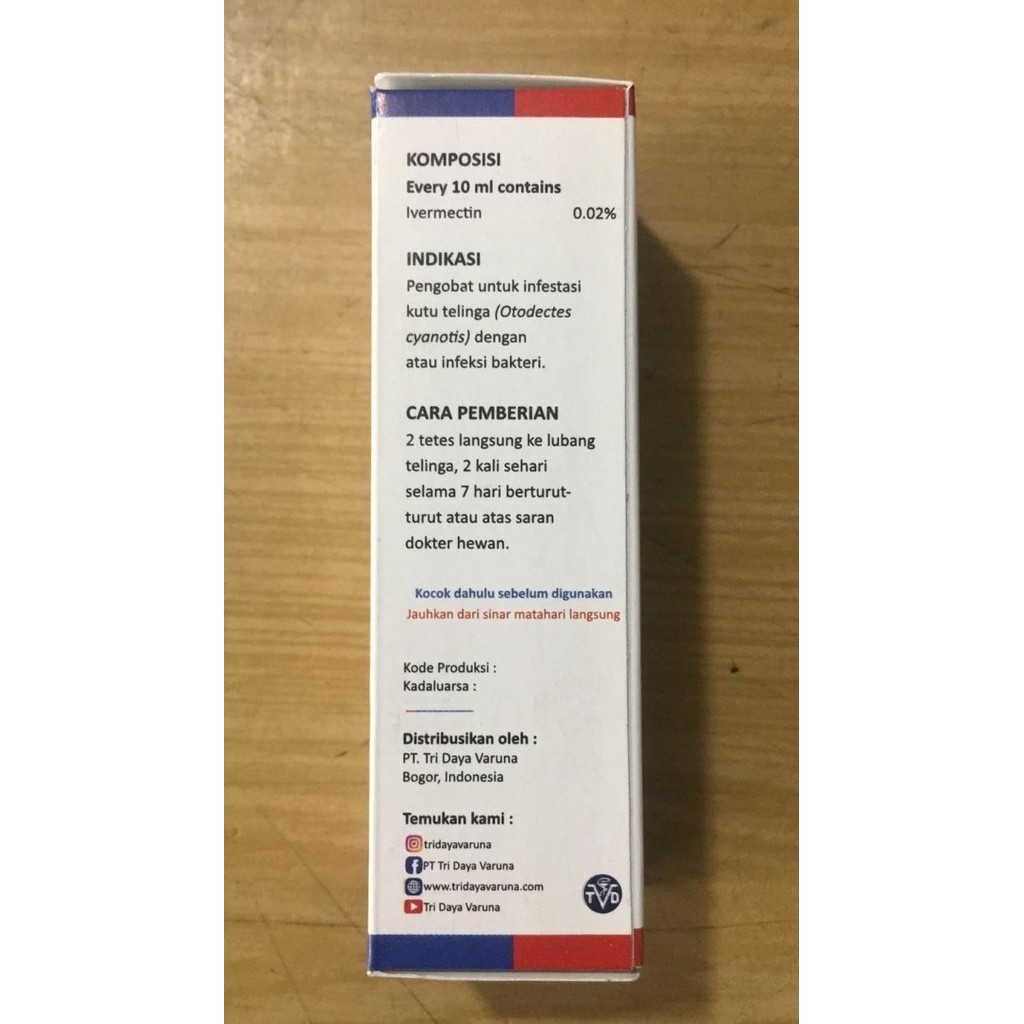 KOMPOSISI
Every 10 ml contains
Ivermectin 0.02%
INDIKASI
Pengobat untuk infestasi
kutu telinga (Otodectes
cyanotis) dengan
atau infeksi bakteri.
CARA PEMBERIAN
2 tetes langsung ke lubang
telinga, 2 kali sehari
selama 7 hari berturut-
turut atau atas saran
dokter hewan.
Kocok dahulu sebelum digunakan
Jauhkan dari sinar matahari langsung
Kode Produksi :
Kadaluarsa :
Distribusikan oleh :
PT. Tri Daya Varuna
Bogor, Indonesia
Temukan kami :
tridayavaruna
PT Tri Daya Varuna
www.tridayavaruna.com
Tri Daya Varuna
TVD